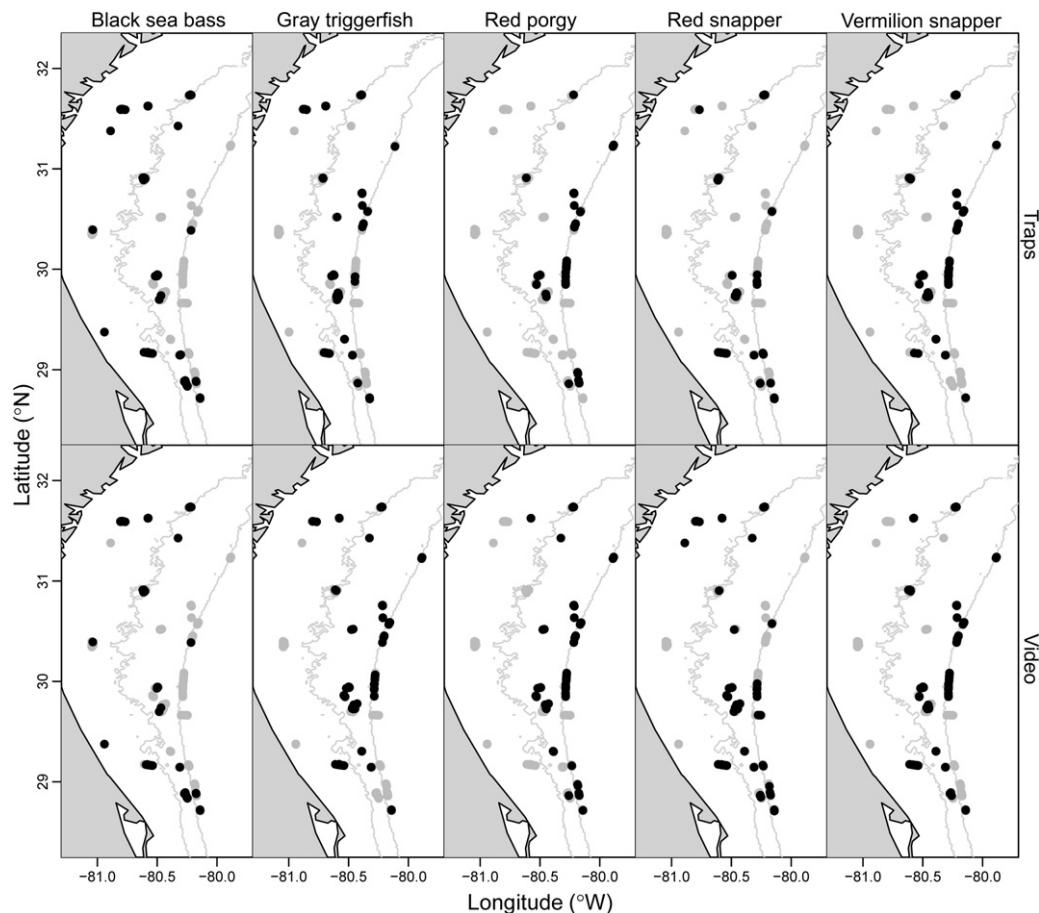 Black sea bass
Gray triggerfish
Red porgy
Red snapper
Vermilion snapper
32
31
30
29
Traps
32
31
30
29
Video
Latitude (°N)
−81.0 −80.5 −80.0
−81.0 −80.5 −80.0
−81.0 −80.5 −80.0
−81.0 −80.5 −80.0
−81.0 −80.5 −80.0
Longitude (°W)